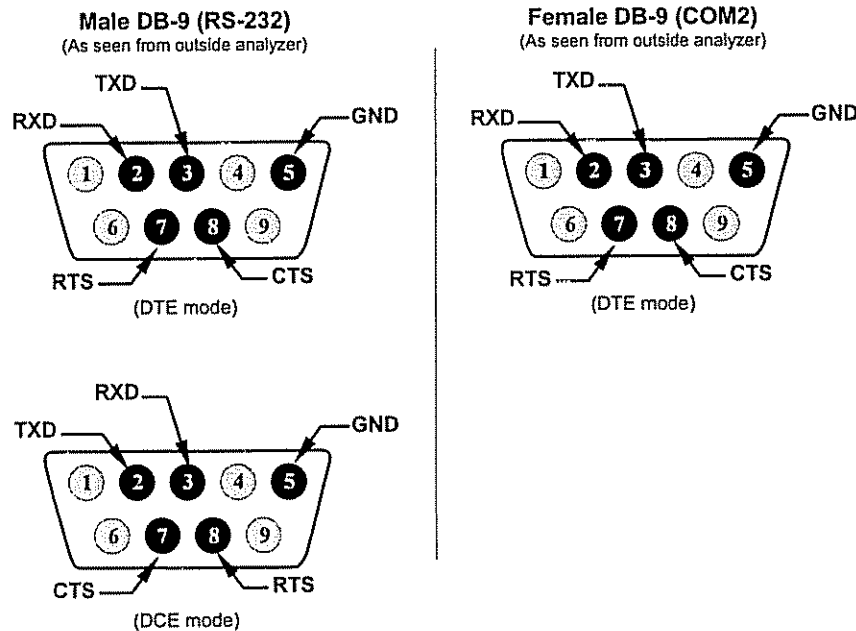 Male DB-9 (RS-232)
(As seen from outside analyzer)
TXD
RXD
GND
1 2 3 4 5
6 7 8 9
RTS
CTS
(DTE mode)
Female DB-9 (COM2)
(As seen from outside analyzer)
TXD
RXD
GND
1 2 3 4 5
6 7 8 9
RTS
CTS
(DTE mode)
RXD
TXD
GND
1 2 3 4 5
6 7 8 9
CTS
RTS
(DCE mode)